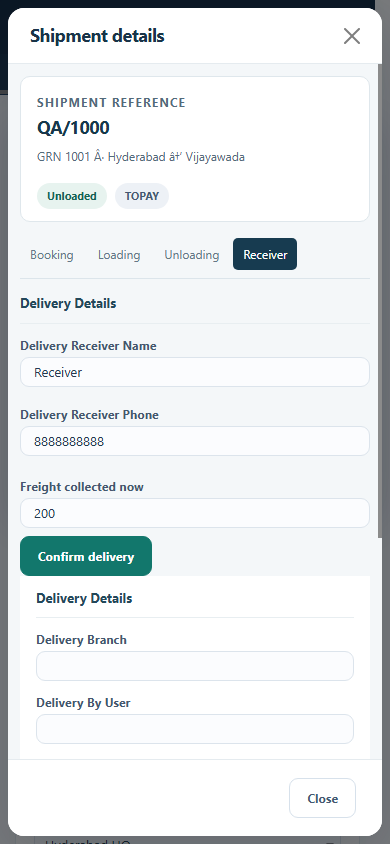 Shipment details
SHIPMENT REFERENCE
QA/1000
GRN 1001 Â· Hyderabad â†’ Vijayawada
Unloaded TOPAY
Booking Loading Unloading Receiver
Delivery Details
Delivery Receiver Name
Receiver
Delivery Receiver Phone
8888888888
Freight collected now
200
Confirm delivery
Delivery Details
Delivery Branch
Delivery By User
Close